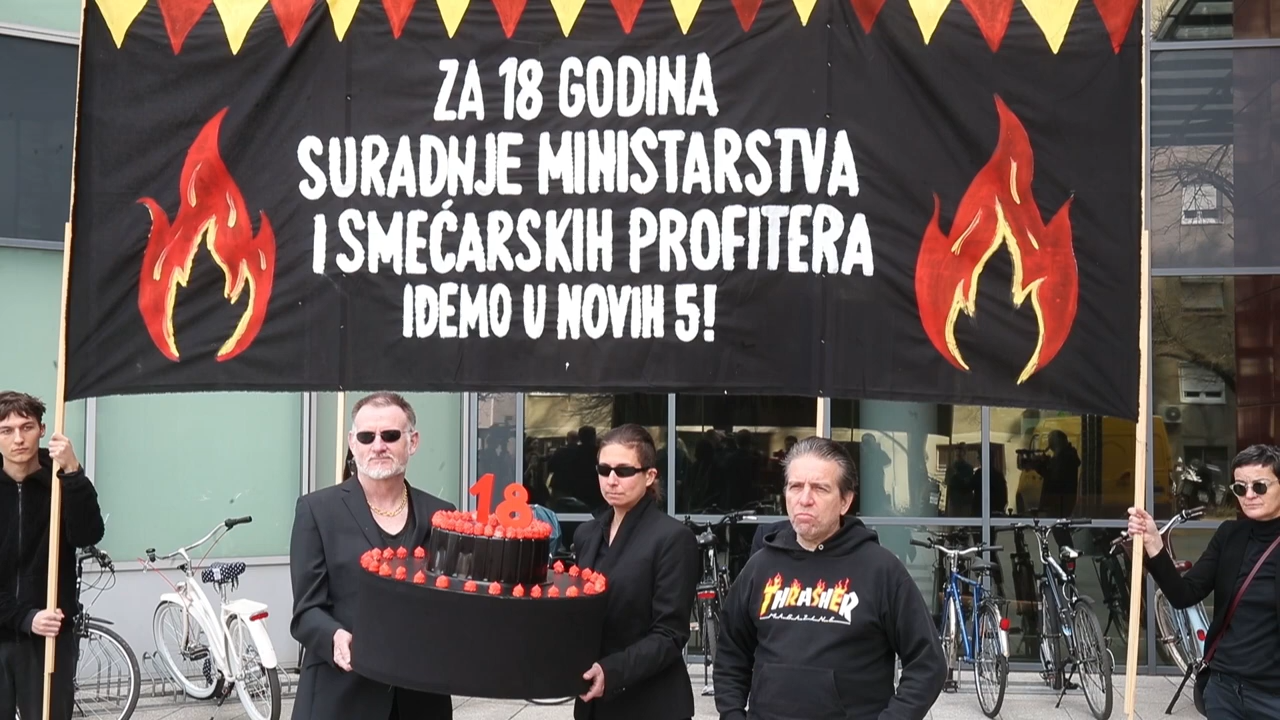 ZA 18 GODINA
SURADNJE MINISTARSTVA
I SMEĆARSKIH PROFITERA
IDEMO U NOVIH 5!
18
THRASHER
MAGAZINE